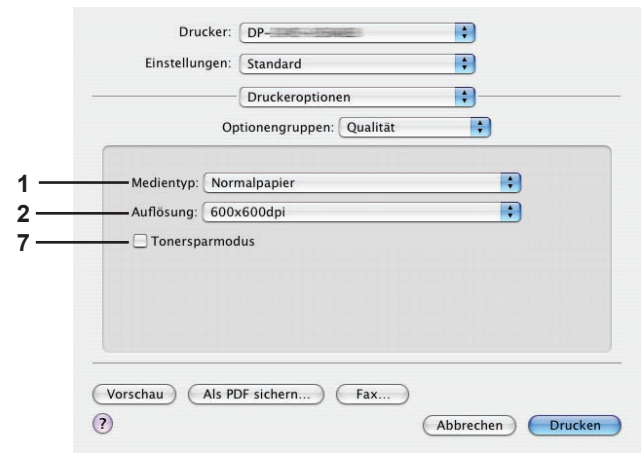 Drucker: DP-
Einstellungen: Standard
Druckeroptionen
Optionengruppen: Qualität
1 Medientyp: Normalpapier
2 Auflösung: 600x600dpi
7 Tonersparmodus
Vorschau Als PDF sichern... Fax...
? Abbrechen Drucken